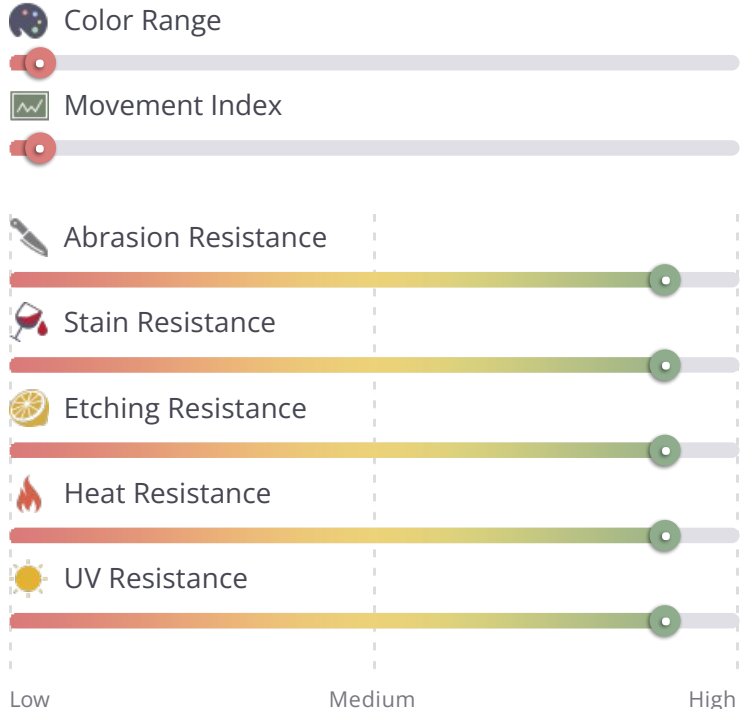 Color Range
Movement Index
Abrasion Resistance
Stain Resistance
Etching Resistance
Heat Resistance
UV Resistance
Low Medium High